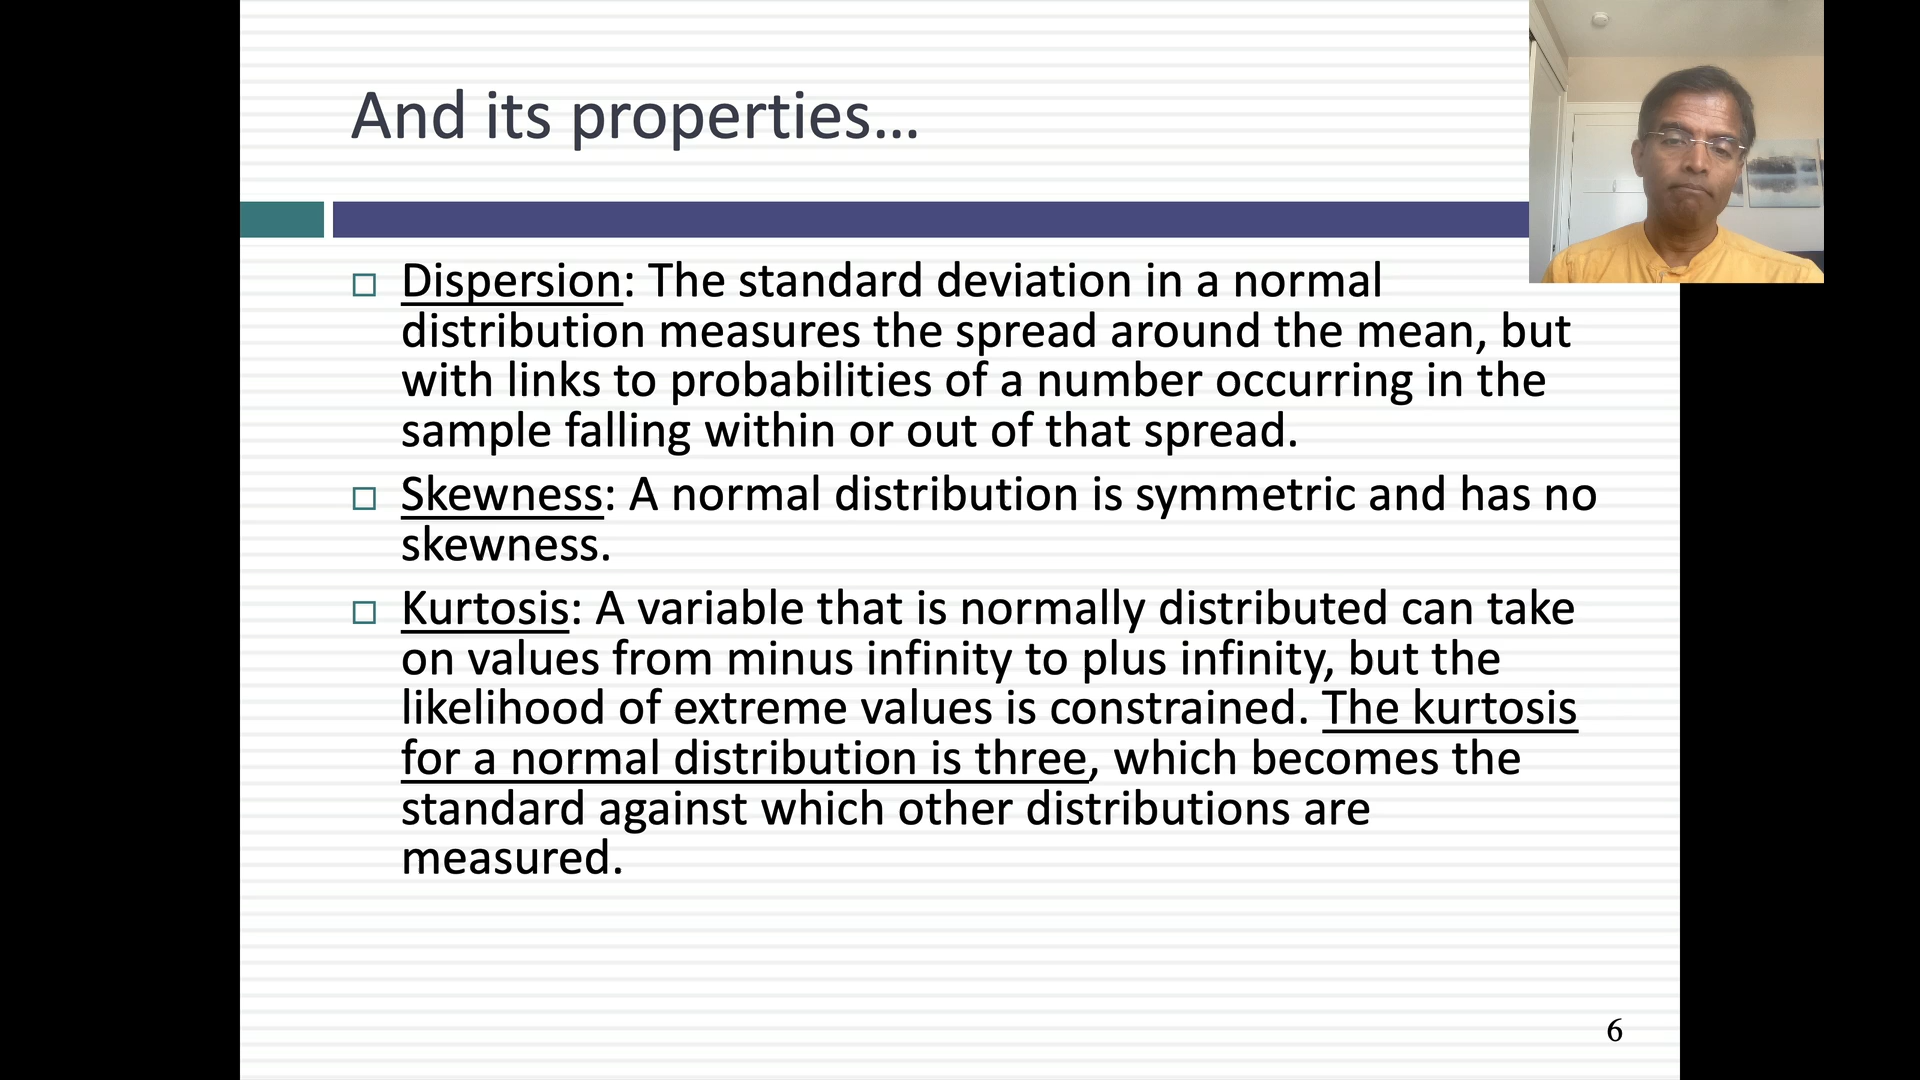 And its properties...
Dispersion: The standard deviation in a normal
distribution measures the spread around the mean, but
with links to probabilities of a number occurring in the
sample falling within or out of that spread.
Skewness: A normal distribution is symmetric and has no
skewness.
Kurtosis: A variable that is normally distributed can take
on values from minus infinity to plus infinity, but the
likelihood of extreme values is constrained. The kurtosis
for a normal distribution is three, which becomes the
standard against which other distributions are
measured.
6